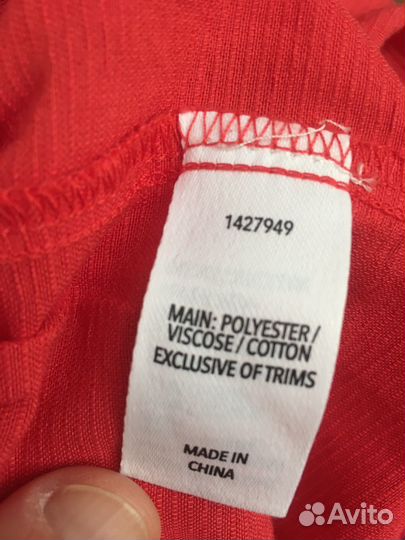 1427949
MAIN: POLYESTER/
VISCOSE/COTTON
EXCLUSIVE OF TRIMS
MADE IN
CHINA
Avito